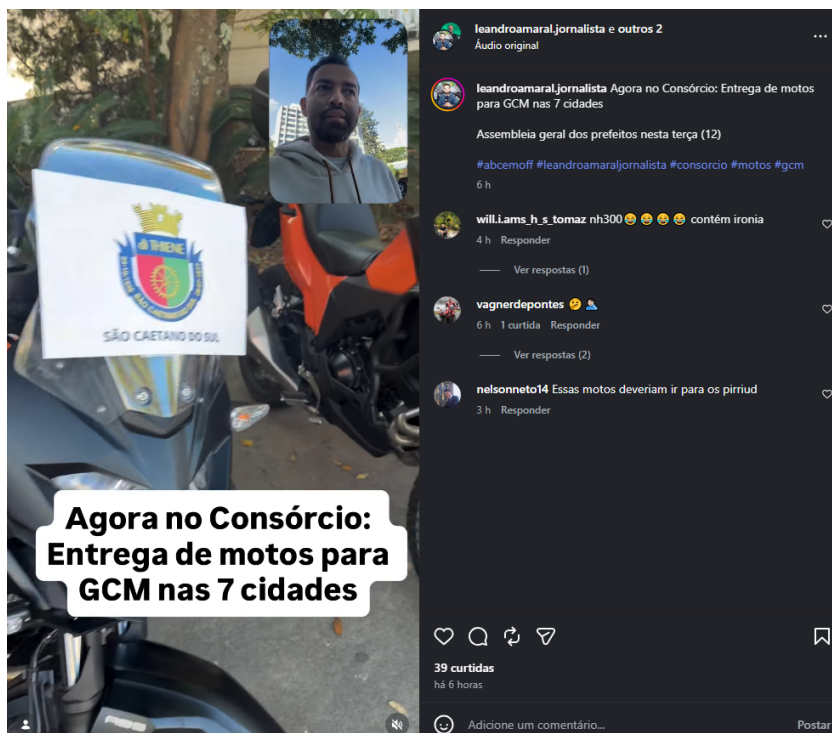 di THIENE
SÃO CAETANO DO SUL
Agora no Consórcio:
Entrega de motos para
GCM nas 7 cidades
ABS
leandroamaral.jornalista e outros 2
Áudio original
leandroamaral.jornalista Agora no Consórcio: Entrega de motos
para GCM nas 7 cidades
Assembleia geral dos prefeitos nesta terça (12)
#abcemoff #leandroamaraljornalista #consorcio #motos #gcm
6 h
will.i.ams_h_s_tomaz nh300😂 😂 😂 😂 contém ironia
4 h Responder
Ver respostas (1)
vagnerdepontes 🤔 🤦🏻‍♂️
6 h 1 curtida Responder
Ver respostas (2)
nelsonneto14 Essas motos deveriam ir para os pirriud
3 h Responder
39 curtidas
há 6 horas
Adicione um comentário...
Postar